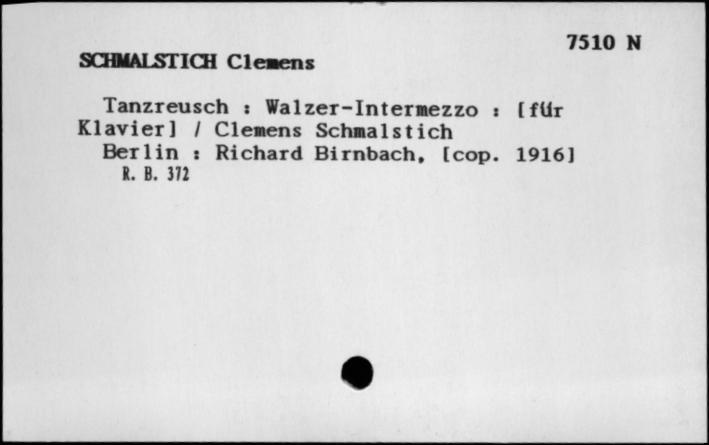 7510 N
SCHMALSTICH Clemens
Tanzreusch : Walzer-Intermezzo : [für
Klavier] / Clemens Schmalstich
Berlin : Richard Birnbach, [cop. 1916]
R. B. 372